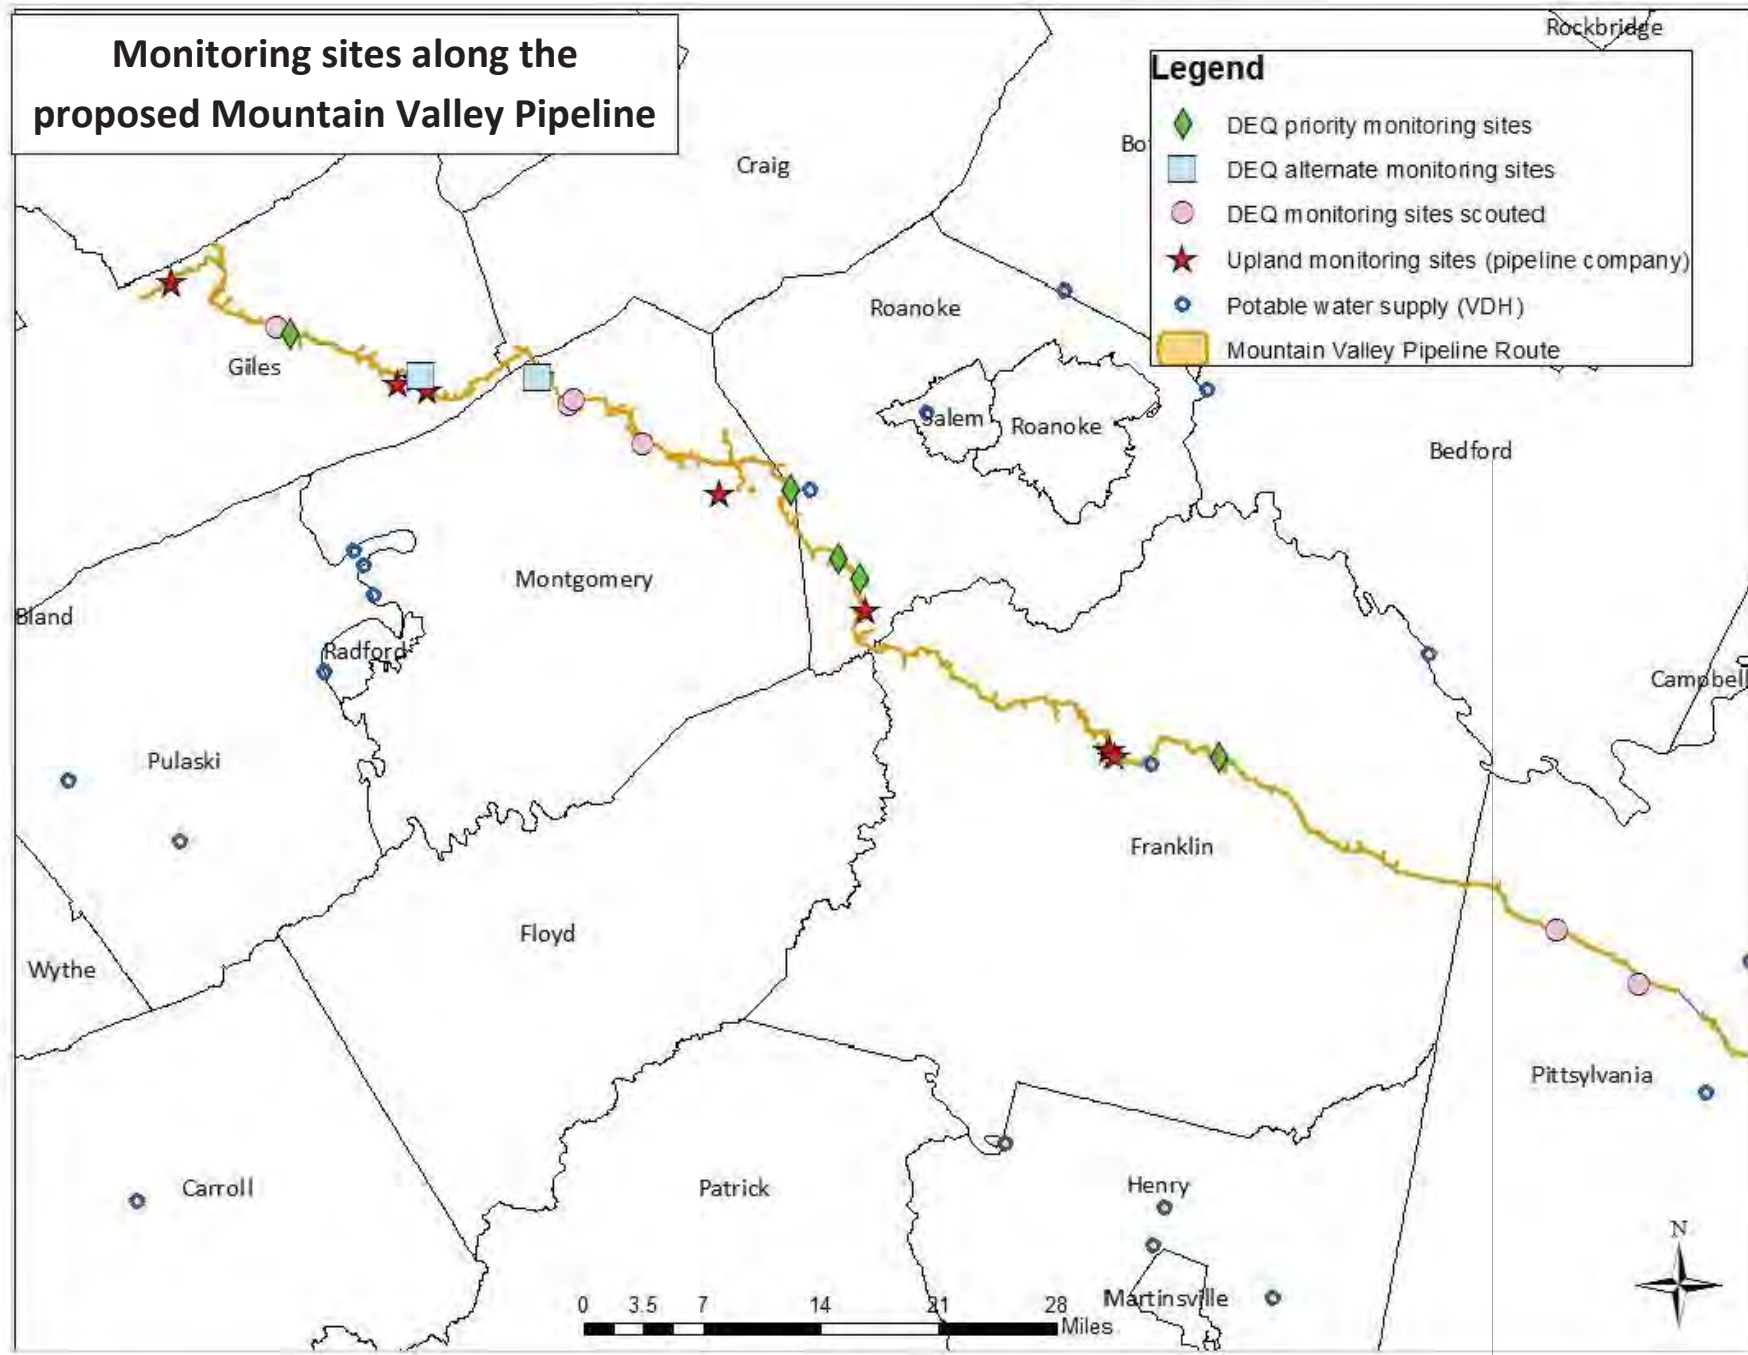 Monitoring sites along the
proposed Mountain Valley Pipeline
Rockbridge
Legend
DEQ priority monitoring sites
Bo
DEQ alternate monitoring sites
Craig
DEQ monitoring sites scouted
Upland monitoring sites (pipeline company)
Roanoke
Potable water supply (VDH)
Mountain Valley Pipeline Route
Giles
Salem
Roanoke
Bedford
Montgomery
Bland
Radford
Campbell
Pulaski
Franklin
Floyd
Wythe
Pittsylvania
Carroll
Patrick
Henry
N
Martinsville
0 3.5 7 14 21 28
Miles